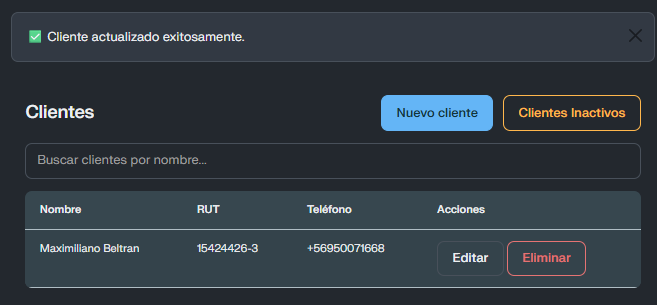 ✅ Cliente actualizado exitosamente.
Clientes
Nuevo cliente
Clientes Inactivos
Buscar clientes por nombre...
Nombre RUT Teléfono Acciones
Maximiliano Beltran 15424426-3 +56950071668 Editar Eliminar